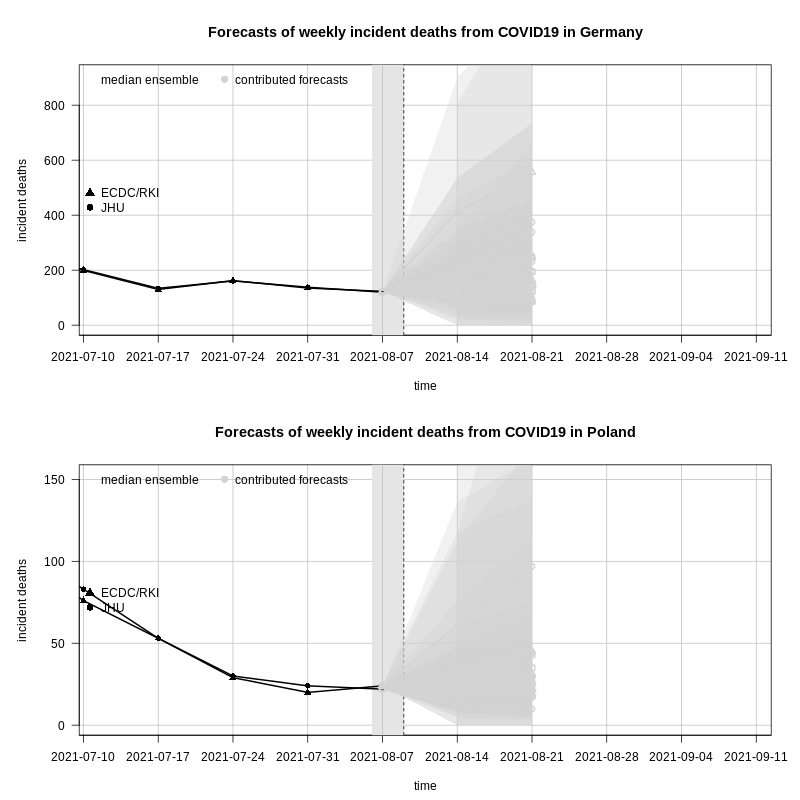 Forecasts of weekly incident deaths from COVID19 in Germany
median ensemble contributed forecasts
800
600
400
200
0
incident deaths
ECDC/RKI
JHU
2021-07-10 2021-07-17 2021-07-24 2021-07-31 2021-08-07 2021-08-14 2021-08-21 2021-08-28 2021-09-04 2021-09-11
time
Forecasts of weekly incident deaths from COVID19 in Poland
median ensemble contributed forecasts
150
100
50
0
incident deaths
ECDC/RKI
JHU
2021-07-10 2021-07-17 2021-07-24 2021-07-31 2021-08-07 2021-08-14 2021-08-21 2021-08-28 2021-09-04 2021-09-11
time